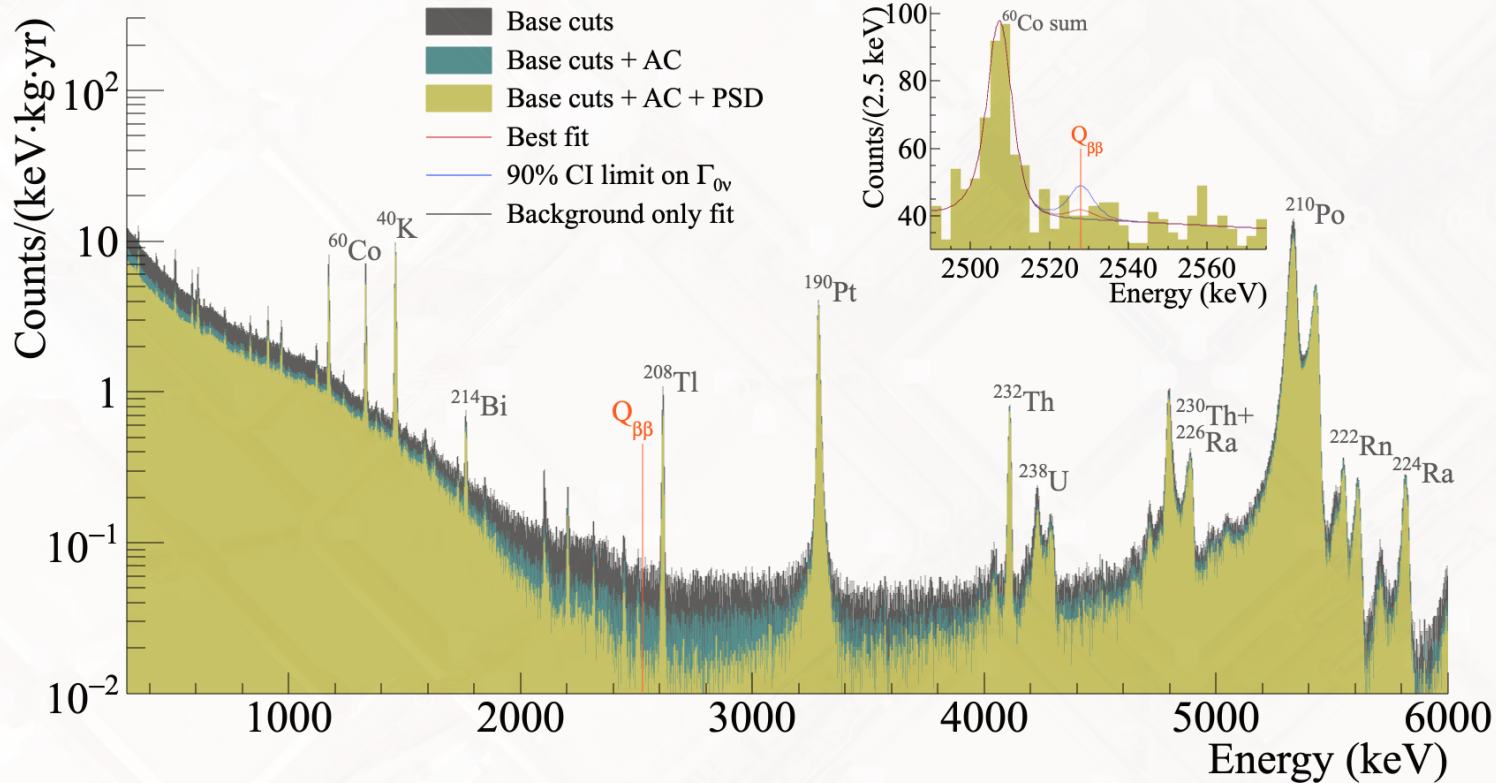 Base cuts
Base cuts + AC
Base cuts + AC + PSD
Best fit
90% CI limit on Γ₀ᵥ
Background only fit
Counts/(keV·kg·yr)
10²
10
1
10⁻¹
10⁻²
1000 2000 3000 4000 5000 6000
Energy (keV)
⁶⁰Co
⁴⁰K
²¹⁴Bi
Qββ
²⁰⁸Tl
¹⁹⁰Pt
²³²Th
²³⁸U
²³⁰Th+
²²⁶Ra
²¹⁰Po
²²²Rn
²²⁴Ra
Counts/(2.5 keV)
100
80
60
40
⁶⁰Co sum
Qββ
2500 2520 2540 2560
Energy (keV)